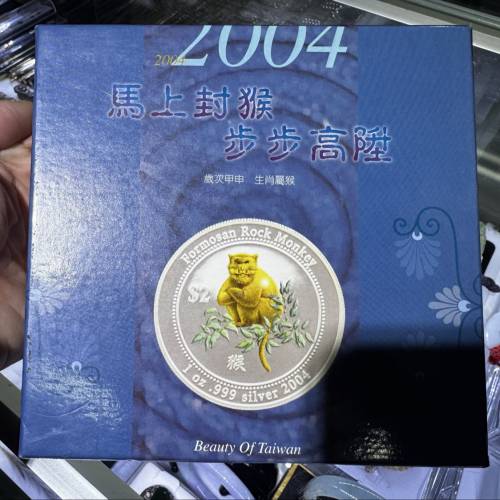 2004
2004
馬上封猴
步步高陞
歲次甲申 生肖屬猴
Formosan Rock Monkey
$2
猴
1 oz .999 silver 2004
Beauty Of Taiwan